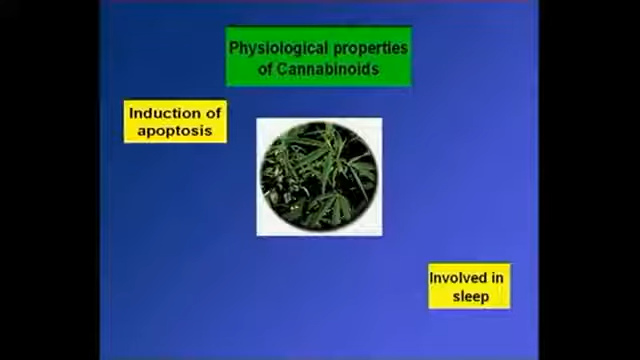 Physiological properties
of Cannabinoids
Induction of
apoptosis
Involved in
sleep